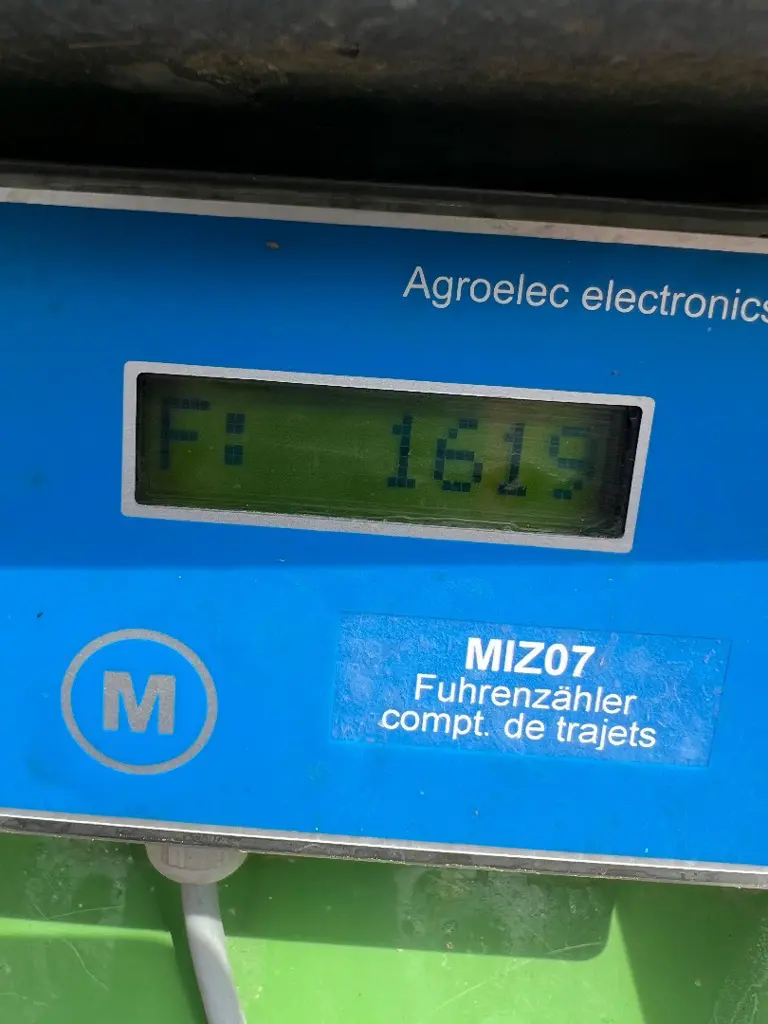 Agroelec electronics
F: 1619
M
MIZ07
Fuhrenzähler
compt. de trajets